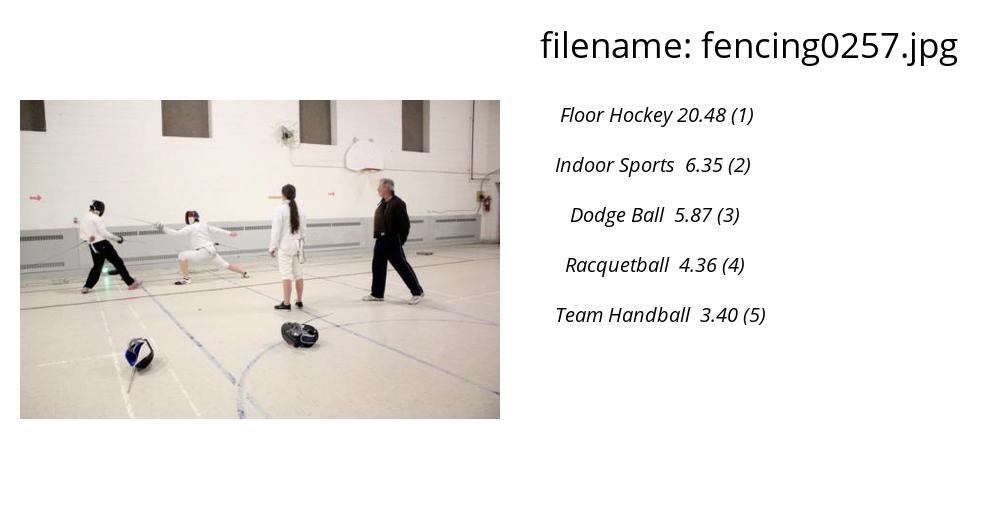 filename: fencing0257.jpg
Floor Hockey 20.48 (1)
Indoor Sports 6.35 (2)
Dodge Ball 5.87 (3)
Racquetball 4.36 (4)
Team Handball 3.40 (5)